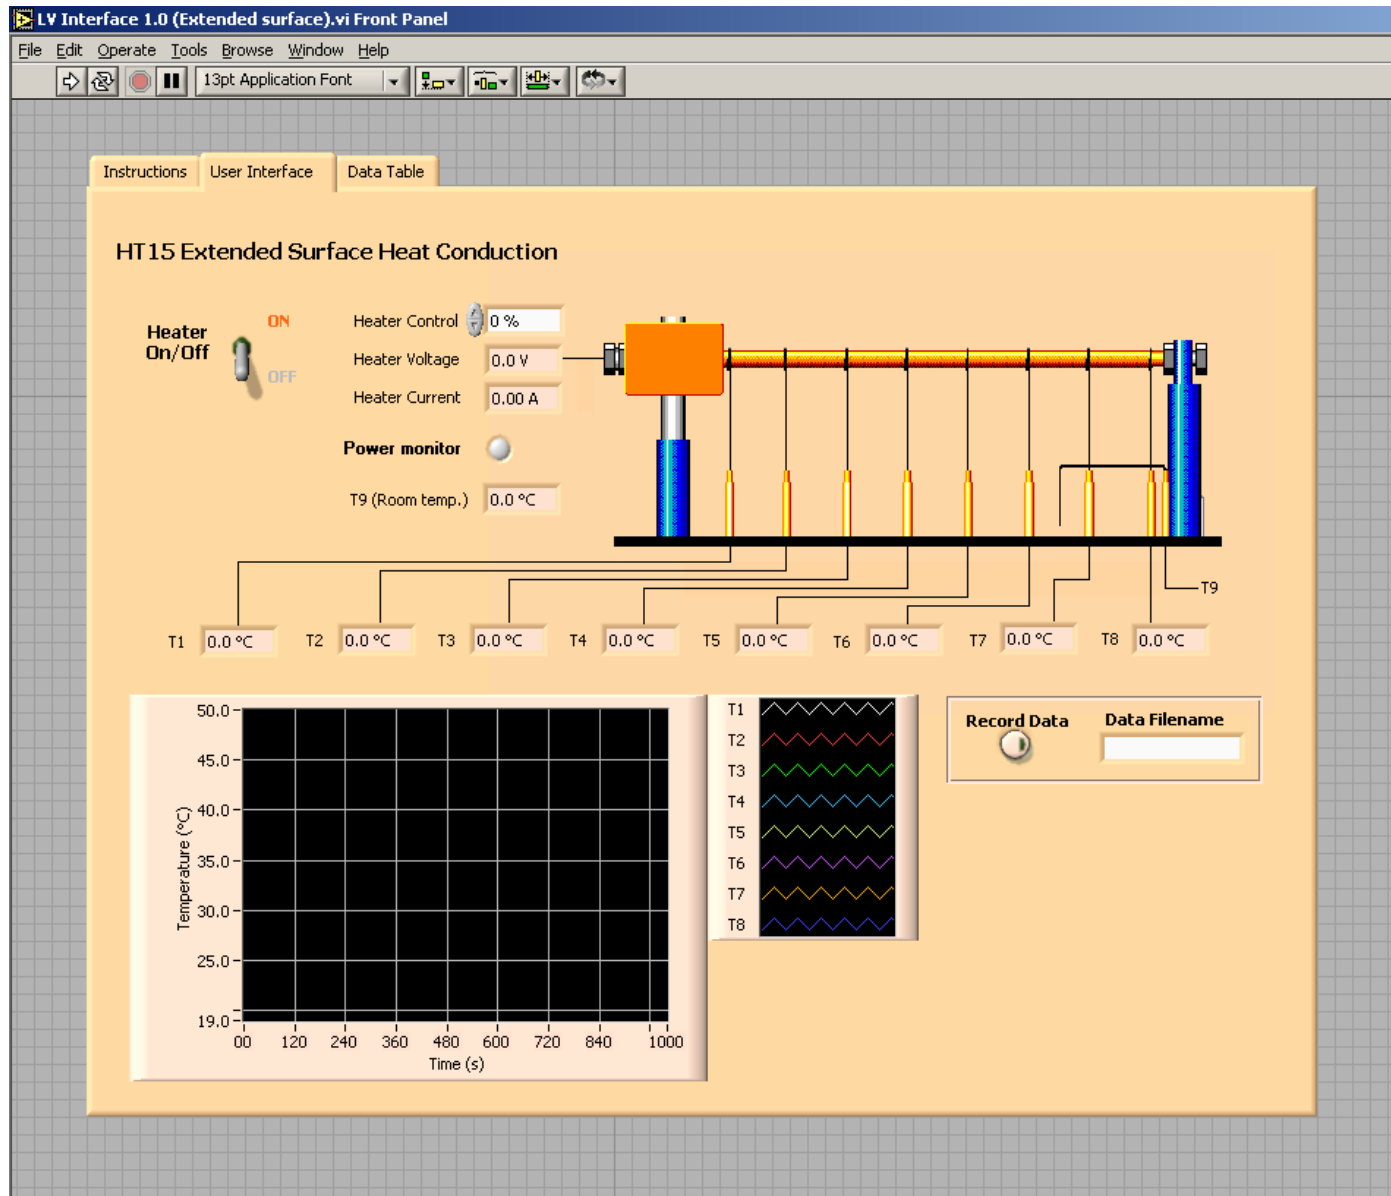 LV Interface 1.0 (Extended surface).vi Front Panel
File Edit Operate Tools Browse Window Help
13pt Application Font
Instructions User Interface Data Table
HT15 Extended Surface Heat Conduction
Heater On/Off
ON
OFF
Heater Control 0 %
Heater Voltage 0.0 V
Heater Current 0.00 A
Power monitor
T9 (Room temp.) 0.0 °C
T9
T1 0.0 °C T2 0.0 °C T3 0.0 °C T4 0.0 °C T5 0.0 °C T6 0.0 °C T7 0.0 °C T8 0.0 °C
50.0
45.0
40.0
35.0
30.0
25.0
19.0
Temperature (°C)
00 120 240 360 480 600 720 840 1000
Time (s)
T1
T2
T3
T4
T5
T6
T7
T8
Record Data Data Filename